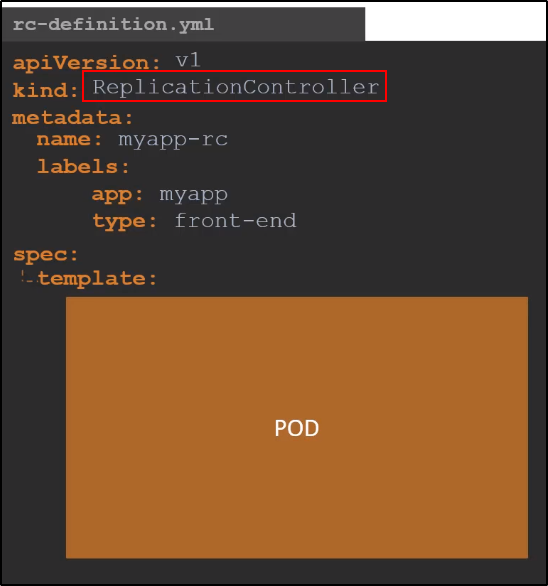 rc-definition.yml
apiVersion: v1
kind: ReplicationController
metadata:
name: myapp-rc
labels:
app: myapp
type: front-end
spec:
template:
POD